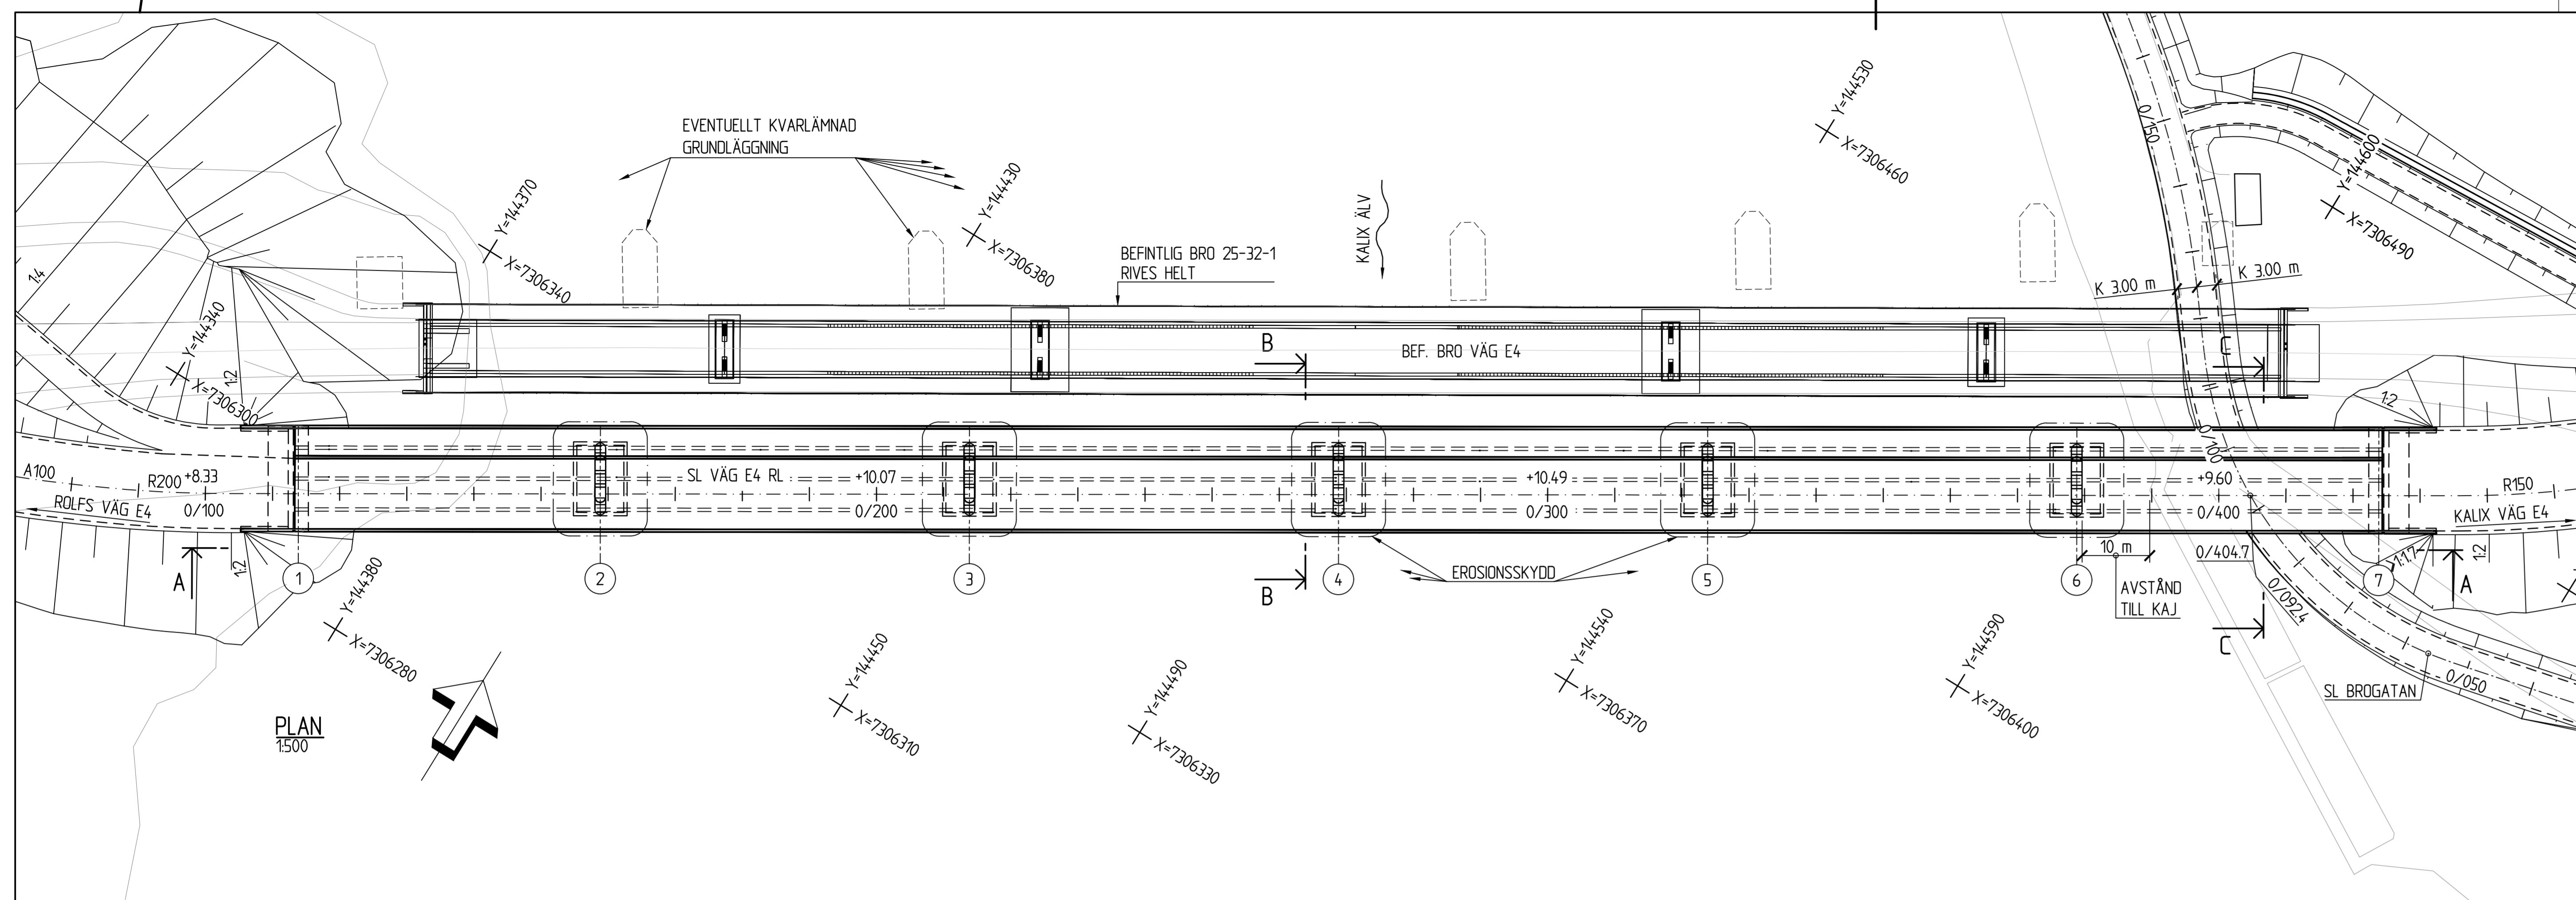 EVENTUELLT KVARLÄMNAD
GRUNDLÄGGNING
Y=144370
X=7306340
Y=144430
X=7306380
KALIX ÄLV
Y=144530
X=7306460
0/150
Y=144600
X=7306490
BEFINTLIG BRO 25-32-1
RIVES HELT
K 3.00 m
K 3.00 m
1:4
Y=144340
X=7306300
1:2
B
BEF. BRO VÄG E4
C
1:2
0/100
A100
R200
+8.33
0/100
ROLFS VÄG E4
SL VÄG E4 RL
+10.07
0/200
+10.49
0/300
+9.60
0/400
R150
KALIX VÄG E4
A
1:2
1
2
3
B
4
EROSIONSSKYDD
5
6
10 m
AVSTÅND
TILL KAJ
0/404.7
0/092.4
7
1:1.7
A
1:2
C
Y=144380
X=7306280
Y=144450
X=7306310
Y=144490
X=7306330
Y=144540
X=7306370
Y=144590
X=7306400
SL BROGATAN
0/050
PLAN
1:500